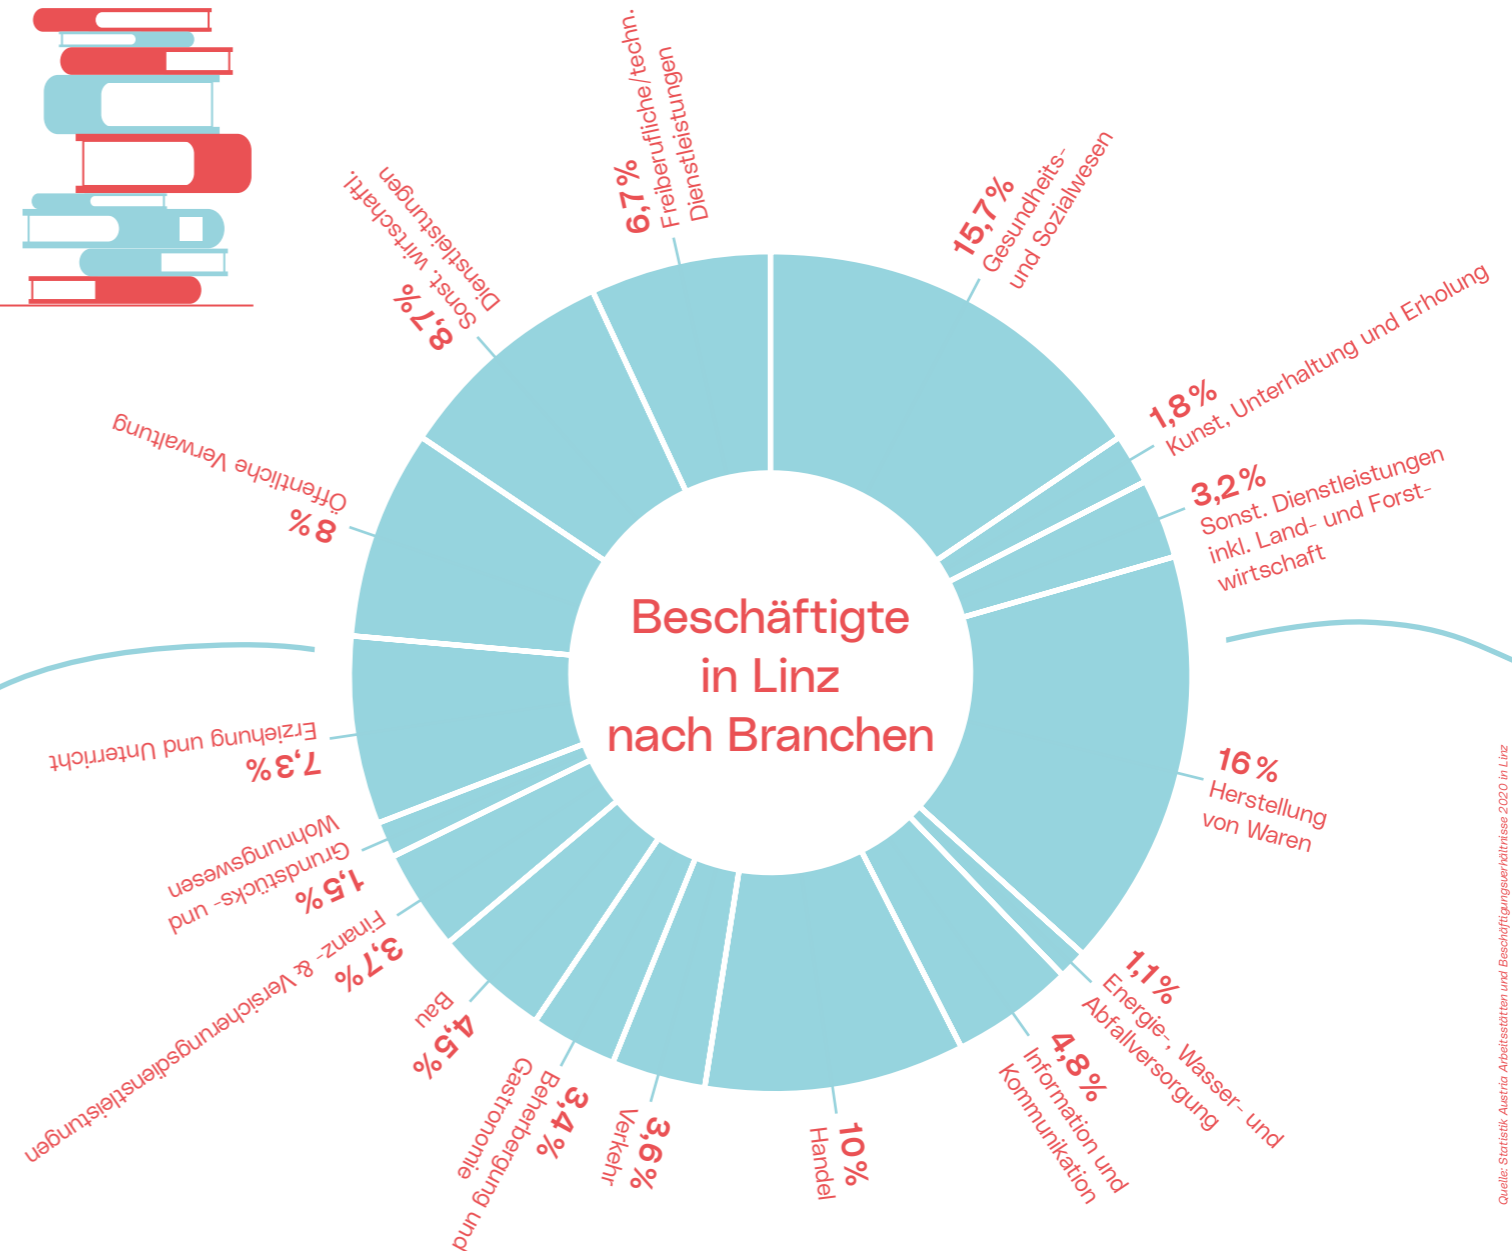 Beschäftigte
in Linz
nach Branchen
15,7%
Gesundheits-
und Sozialwesen
1,8%
Kunst, Unterhaltung und Erholung
3,2%
Sonst. Dienstleistungen
inkl. Land- und Forst-
wirtschaft
16%
Herstellung
von Waren
1,1%
Energie-, Wasser- und
Abfallversorgung
4,8%
Information und
Kommunikation
10%
Handel
3,6%
Verkehr
3,4%
Beherbergung und
Gastronomie
4,5%
Bau
3,7%
Finanz- & Versicherungsdienstleistungen
1,5%
Grundstücks- und
Wohnungswesen
7,3%
Erziehung und Unterricht
8%
Öffentliche Verwaltung
8,7%
Sonst. wirtschaftl.
Dienstleistungen
6,7%
Freiberufliche/techn.
Dienstleistungen
Quelle: Statistik Austria Arbeitsstätten und Beschäftigungsverhältnisse 2020 in Linz